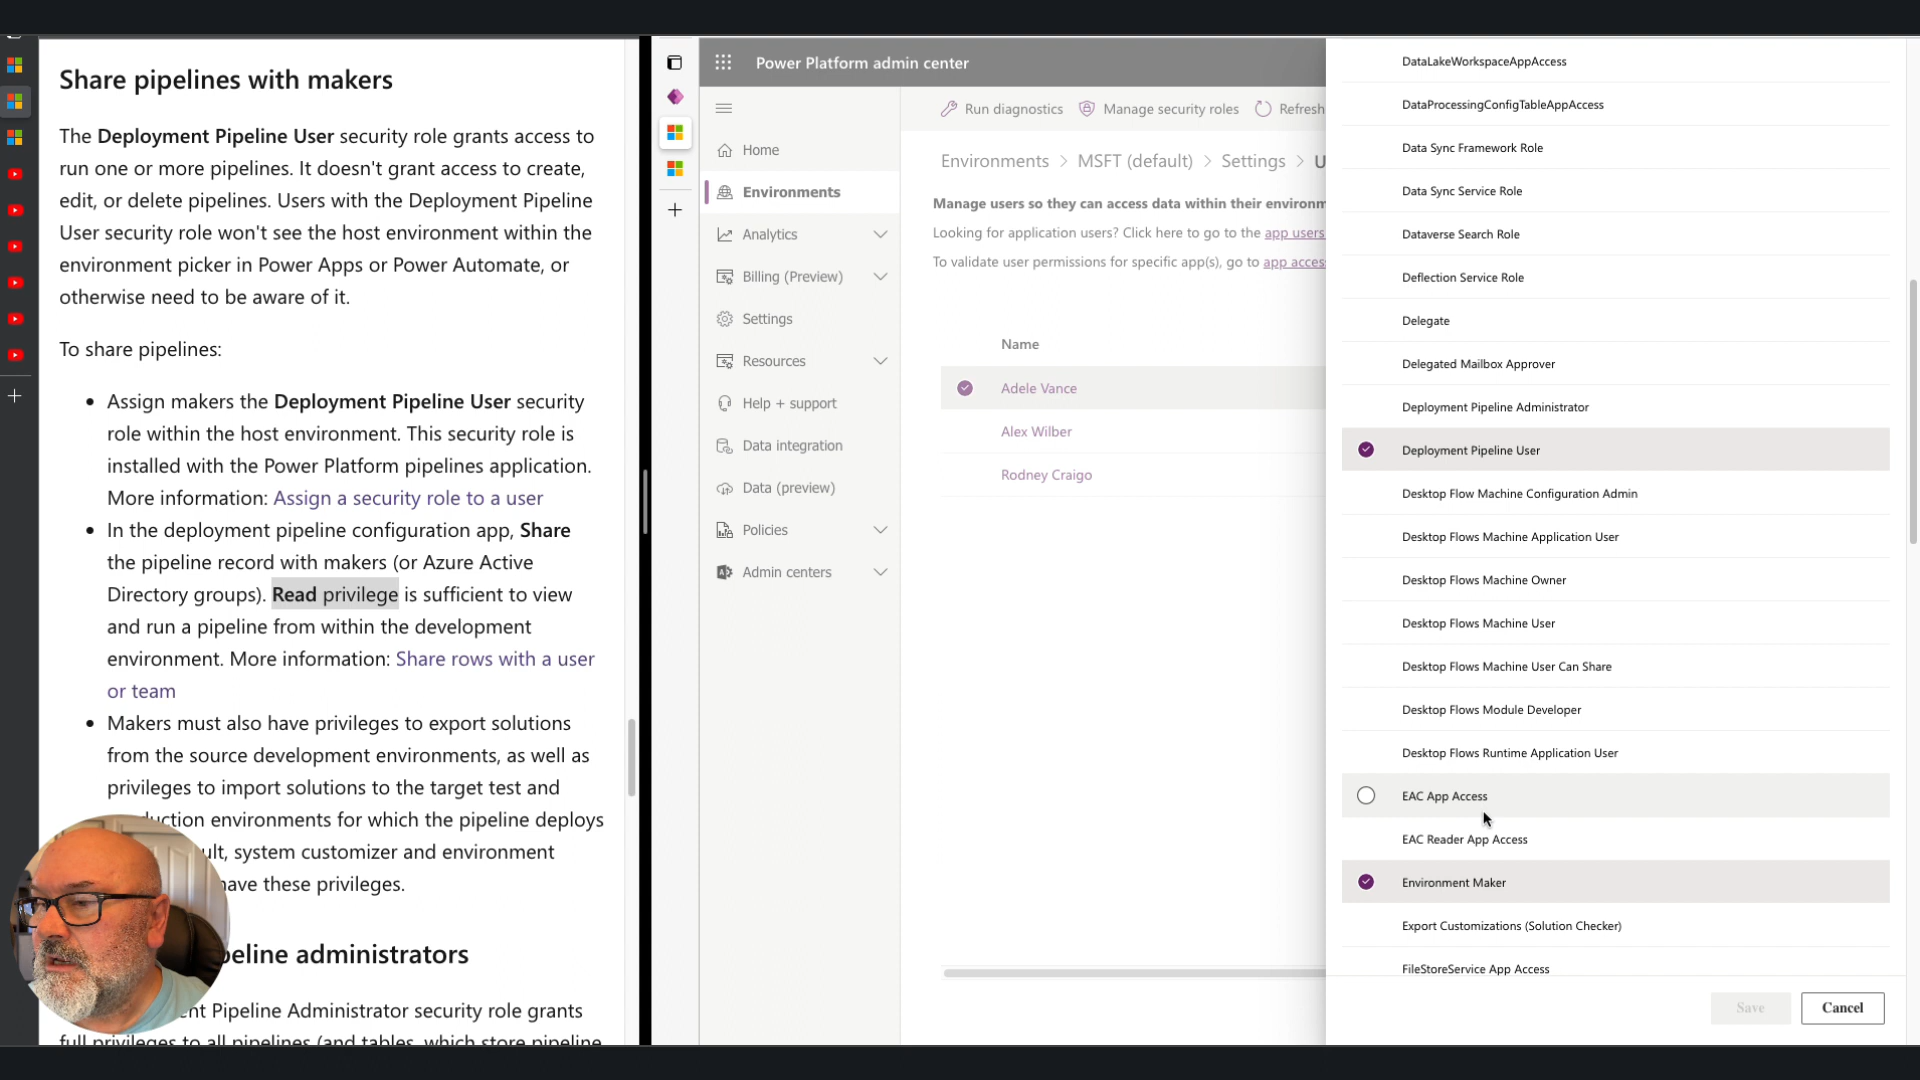 Share pipelines with makers
The Deployment Pipeline User security role grants access to
run one or more pipelines. It doesn't grant access to create,
edit, or delete pipelines. Users with the Deployment Pipeline
User security role won't see the host environment within the
environment picker in Power Apps or Power Automate, or
otherwise need to be aware of it.
To share pipelines:
Assign makers the Deployment Pipeline User security
role within the host environment. This security role is
installed with the Power Platform pipelines application.
More information: Assign a security role to a user
In the deployment pipeline configuration app, Share
the pipeline record with makers (or Azure Active
Directory groups). Read privilege is sufficient to view
and run a pipeline from within the development
environment. More information: Share rows with a user
or team
Makers must also have privileges to export solutions
from the source development environments, as well as
privileges to import solutions to the target test and
environments for which the pipeline deploys
system customizer and environment
have these privileges.
administrators
Pipeline Administrator security role grants
full privileges to all pipelines (and tables, which store pipeline
Power Platform admin center
Home
Environments
Analytics
Billing (Preview)
Settings
Resources
Help + support
Data integration
Data (preview)
Policies
Admin centers
Run diagnostics Manage security roles Refresh
Environments > MSFT (default) > Settings > U
Manage users so they can access data within their environm
Looking for application users? Click here to go to the app users
To validate user permissions for specific app(s), go to app access
Name
Adele Vance
Alex Wilber
Rodney Craigo
DataLakeWorkspaceAppAccess
DataProcessingConfigTableAppAccess
Data Sync Framework Role
Data Sync Service Role
Dataverse Search Role
Deflection Service Role
Delegate
Delegated Mailbox Approver
Deployment Pipeline Administrator
Deployment Pipeline User
Desktop Flow Machine Configuration Admin
Desktop Flows Machine Application User
Desktop Flows Machine Owner
Desktop Flows Machine User
Desktop Flows Machine User Can Share
Desktop Flows Module Developer
Desktop Flows Runtime Application User
EAC App Access
EAC Reader App Access
Environment Maker
Export Customizations (Solution Checker)
FileStoreService App Access
Save Cancel